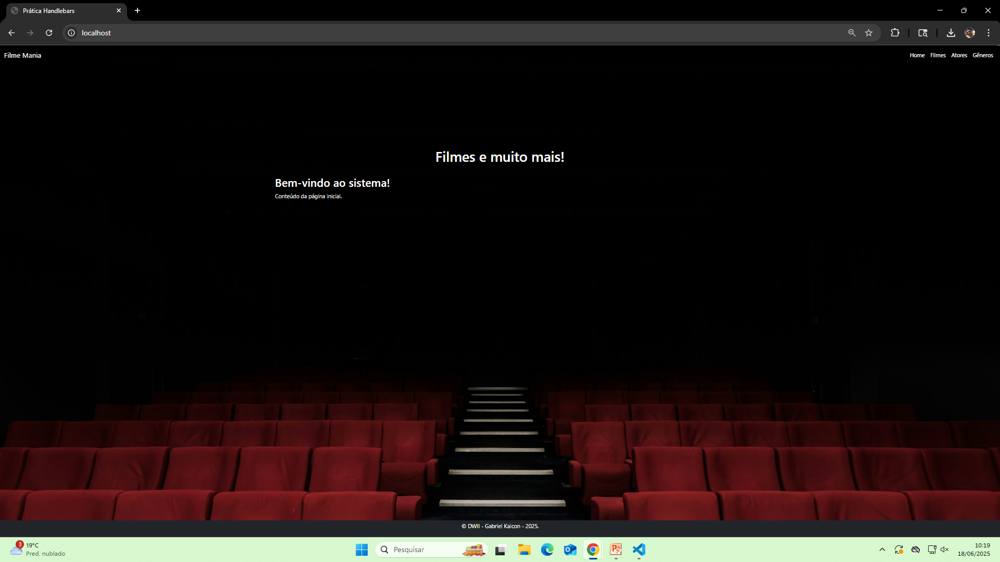 Prática Handlebars
localhost
Filme Mania
Home Filmes Atores Gêneros
Filmes e muito mais!
Bem-vindo ao sistema!
Conteúdo da página inicial.
© DWII - Gabriel Kaicon - 2025.
3
19°C
Pred. nublado
Pesquisar
10:19
18/06/2025